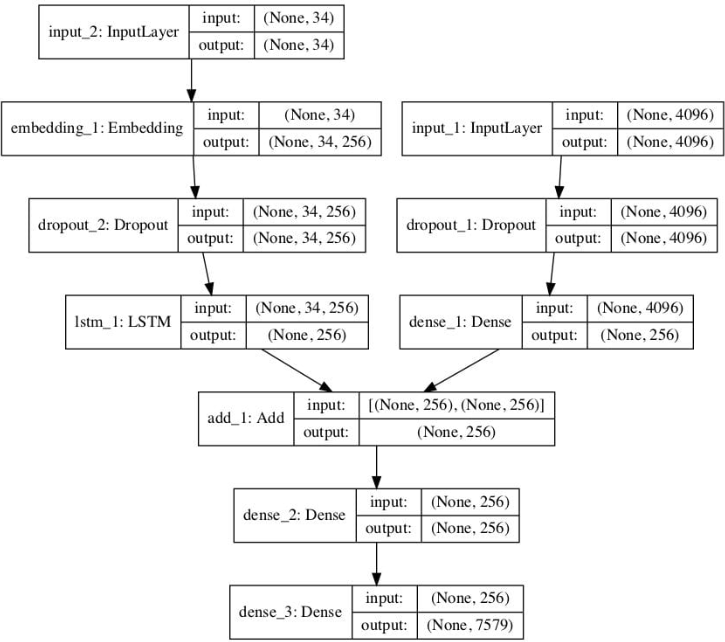 input_2: InputLayer
input: (None, 34)
output: (None, 34)
embedding_1: Embedding
input: (None, 34)
output: (None, 34, 256)
input_1: InputLayer
input: (None, 4096)
output: (None, 4096)
dropout_2: Dropout
input: (None, 34, 256)
output: (None, 34, 256)
dropout_1: Dropout
input: (None, 4096)
output: (None, 4096)
lstm_1: LSTM
input: (None, 34, 256)
output: (None, 256)
dense_1: Dense
input: (None, 4096)
output: (None, 256)
add_1: Add
input: [(None, 256), (None, 256)]
output: (None, 256)
dense_2: Dense
input: (None, 256)
output: (None, 256)
dense_3: Dense
input: (None, 256)
output: (None, 7579)